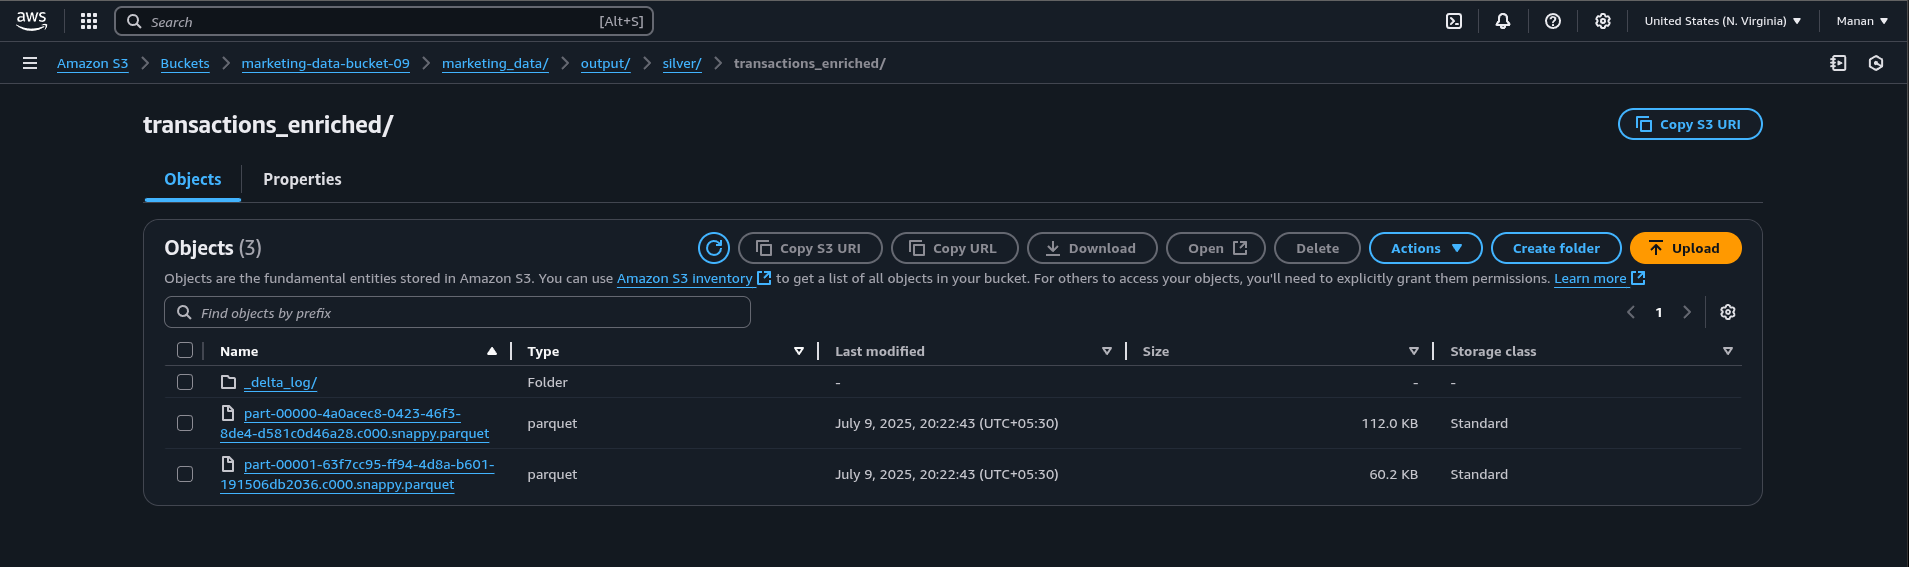 aws Search [Alt+S] United States (N. Virginia) Manan
Amazon S3 Buckets marketing-data-bucket-09 marketing_data/ output/ silver/ transactions_enriched/
transactions_enriched/ Copy S3 URI
Objects Properties
Objects (3) Copy S3 URI Copy URL Download Open Delete Actions Create folder Upload
Objects are the fundamental entities stored in Amazon S3. You can use Amazon S3 inventory to get a list of all objects in your bucket. For others to access your objects, you'll need to explicitly grant them permissions. Learn more
Find objects by prefix 1
Name Type Last modified Size Storage class
_delta_log/ Folder - - -
part-00000-4a0acec8-0423-46f3-
8de4-d581c0d46a28.c000.snappy.parquet parquet July 9, 2025, 20:22:43 (UTC+05:30) 112.0 KB Standard
part-00001-63f7cc95-ff94-4d8a-b601-
191506db2036.c000.snappy.parquet parquet July 9, 2025, 20:22:43 (UTC+05:30) 60.2 KB Standard